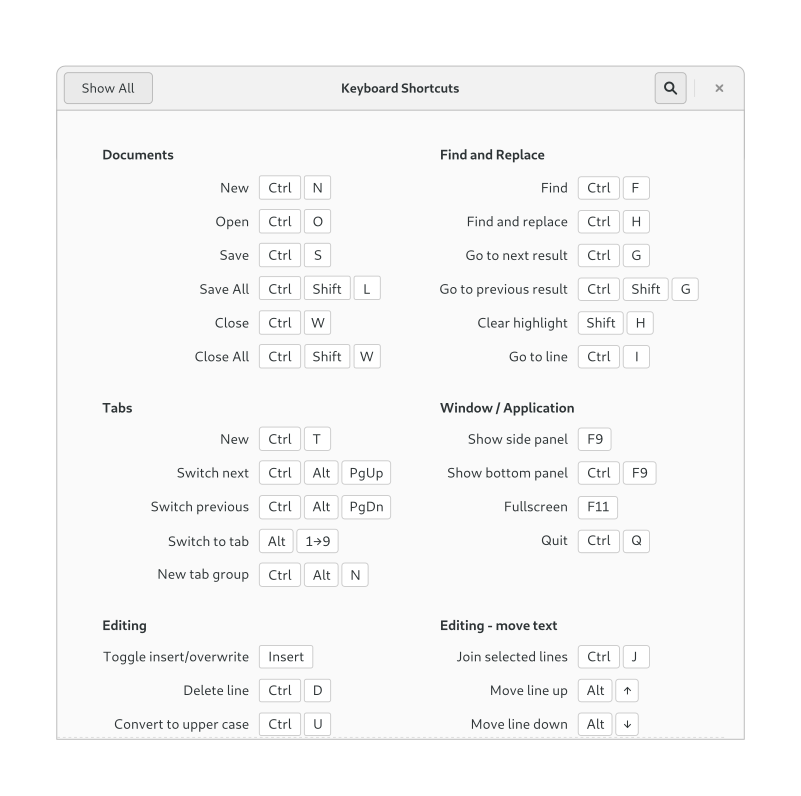 Show All
Keyboard Shortcuts
Documents
New Ctrl N
Open Ctrl O
Save Ctrl S
Save All Ctrl Shift L
Close Ctrl W
Close All Ctrl Shift W
Tabs
New Ctrl T
Switch next Ctrl Alt PgUp
Switch previous Ctrl Alt PgDn
Switch to tab Alt 1→9
New tab group Ctrl Alt N
Editing
Toggle insert/overwrite Insert
Delete line Ctrl D
Convert to upper case Ctrl U
Find and Replace
Find Ctrl F
Find and replace Ctrl H
Go to next result Ctrl G
Go to previous result Ctrl Shift G
Clear highlight Shift H
Go to line Ctrl I
Window / Application
Show side panel F9
Show bottom panel Ctrl F9
Fullscreen F11
Quit Ctrl Q
Editing - move text
Join selected lines Ctrl J
Move line up Alt ↑
Move line down Alt ↓